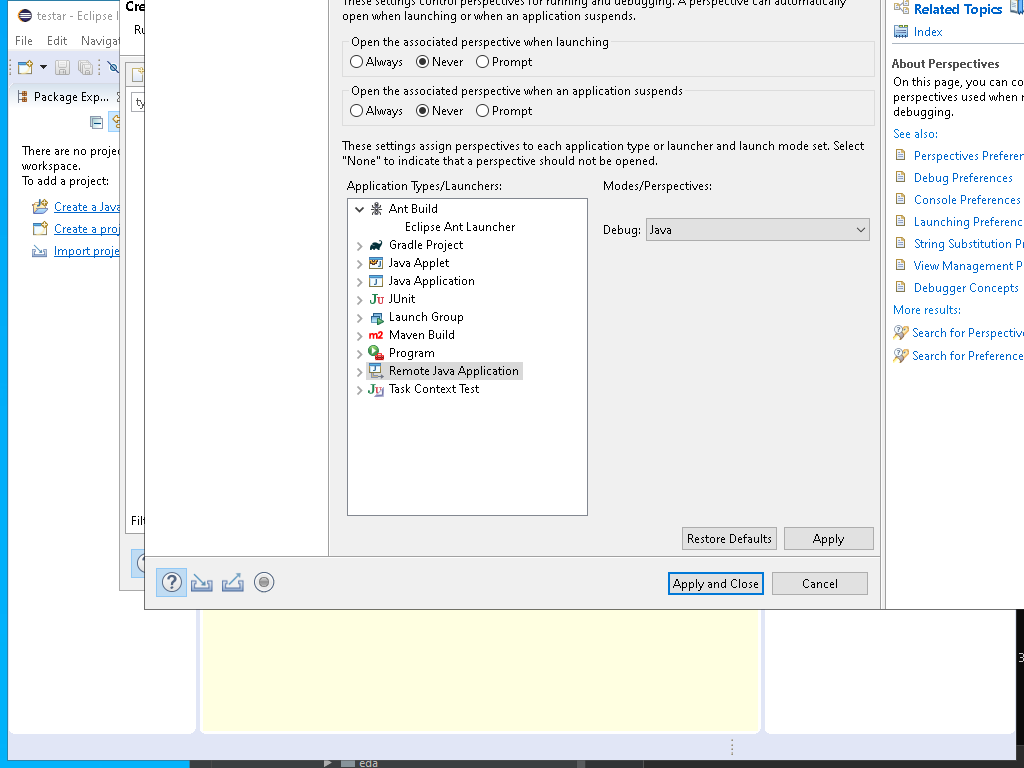 testar - Eclipse
File Edit Navigat
Package Exp...
There are no proje
workspace.
To add a project:
Create a Java
Create a proj
Import proje
Cre
Ru
ty
Filt
These settings control perspectives for running and debugging. A perspective can automatically
open when launching or when an application suspends.
Open the associated perspective when launching
Always Never Prompt
Open the associated perspective when an application suspends
Always Never Prompt
These settings assign perspectives to each application type or launcher and launch mode set. Select
"None" to indicate that a perspective should not be opened.
Application Types/Launchers:
Ant Build
Eclipse Ant Launcher
Gradle Project
Java Applet
Java Application
JUnit
Launch Group
Maven Build
Program
Remote Java Application
Task Context Test
Modes/Perspectives:
Debug: Java
Restore Defaults Apply
Apply and Close Cancel
Related Topics
Index
About Perspectives
On this page, you can co
perspectives used when r
debugging.
See also:
Perspectives Preferen
Debug Preferences
Console Preferences
Launching Preferenc
String Substitution Pr
View Management P
Debugger Concepts
More results:
Search for Perspective
Search for Preference
3
eda